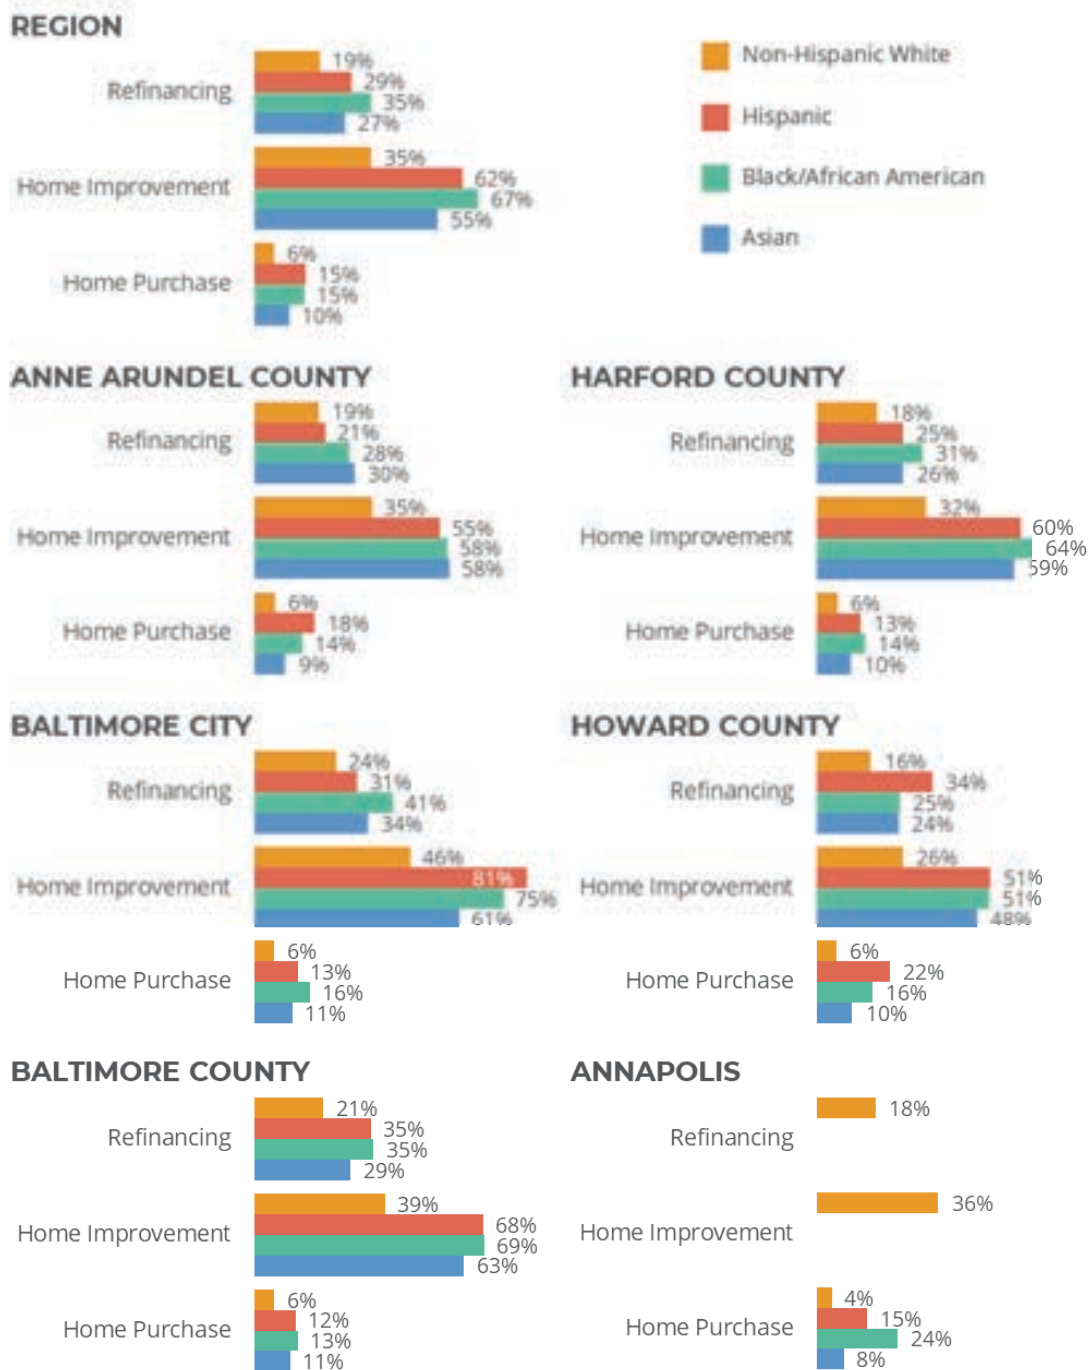 REGION
Refinancing
19%
29%
35%
27%
Home Improvement
35%
62%
67%
55%
Home Purchase
6%
15%
15%
10%
Non-Hispanic White
Hispanic
Black/African American
Asian
ANNE ARUNDEL COUNTY
Refinancing
19%
21%
28%
30%
Home Improvement
35%
55%
58%
58%
Home Purchase
6%
18%
14%
9%
HARFORD COUNTY
Refinancing
18%
25%
31%
26%
Home Improvement
32%
60%
64%
59%
Home Purchase
6%
13%
14%
10%
BALTIMORE CITY
Refinancing
24%
31%
41%
34%
Home Improvement
46%
81%
75%
61%
Home Purchase
6%
13%
16%
11%
HOWARD COUNTY
Refinancing
16%
34%
25%
24%
Home Improvement
26%
51%
51%
48%
Home Purchase
6%
22%
16%
10%
BALTIMORE COUNTY
Refinancing
21%
35%
35%
29%
Home Improvement
39%
68%
69%
63%
Home Purchase
6%
12%
13%
11%
ANNAPOLIS
Refinancing
18%
Home Improvement
36%
Home Purchase
4%
15%
24%
8%